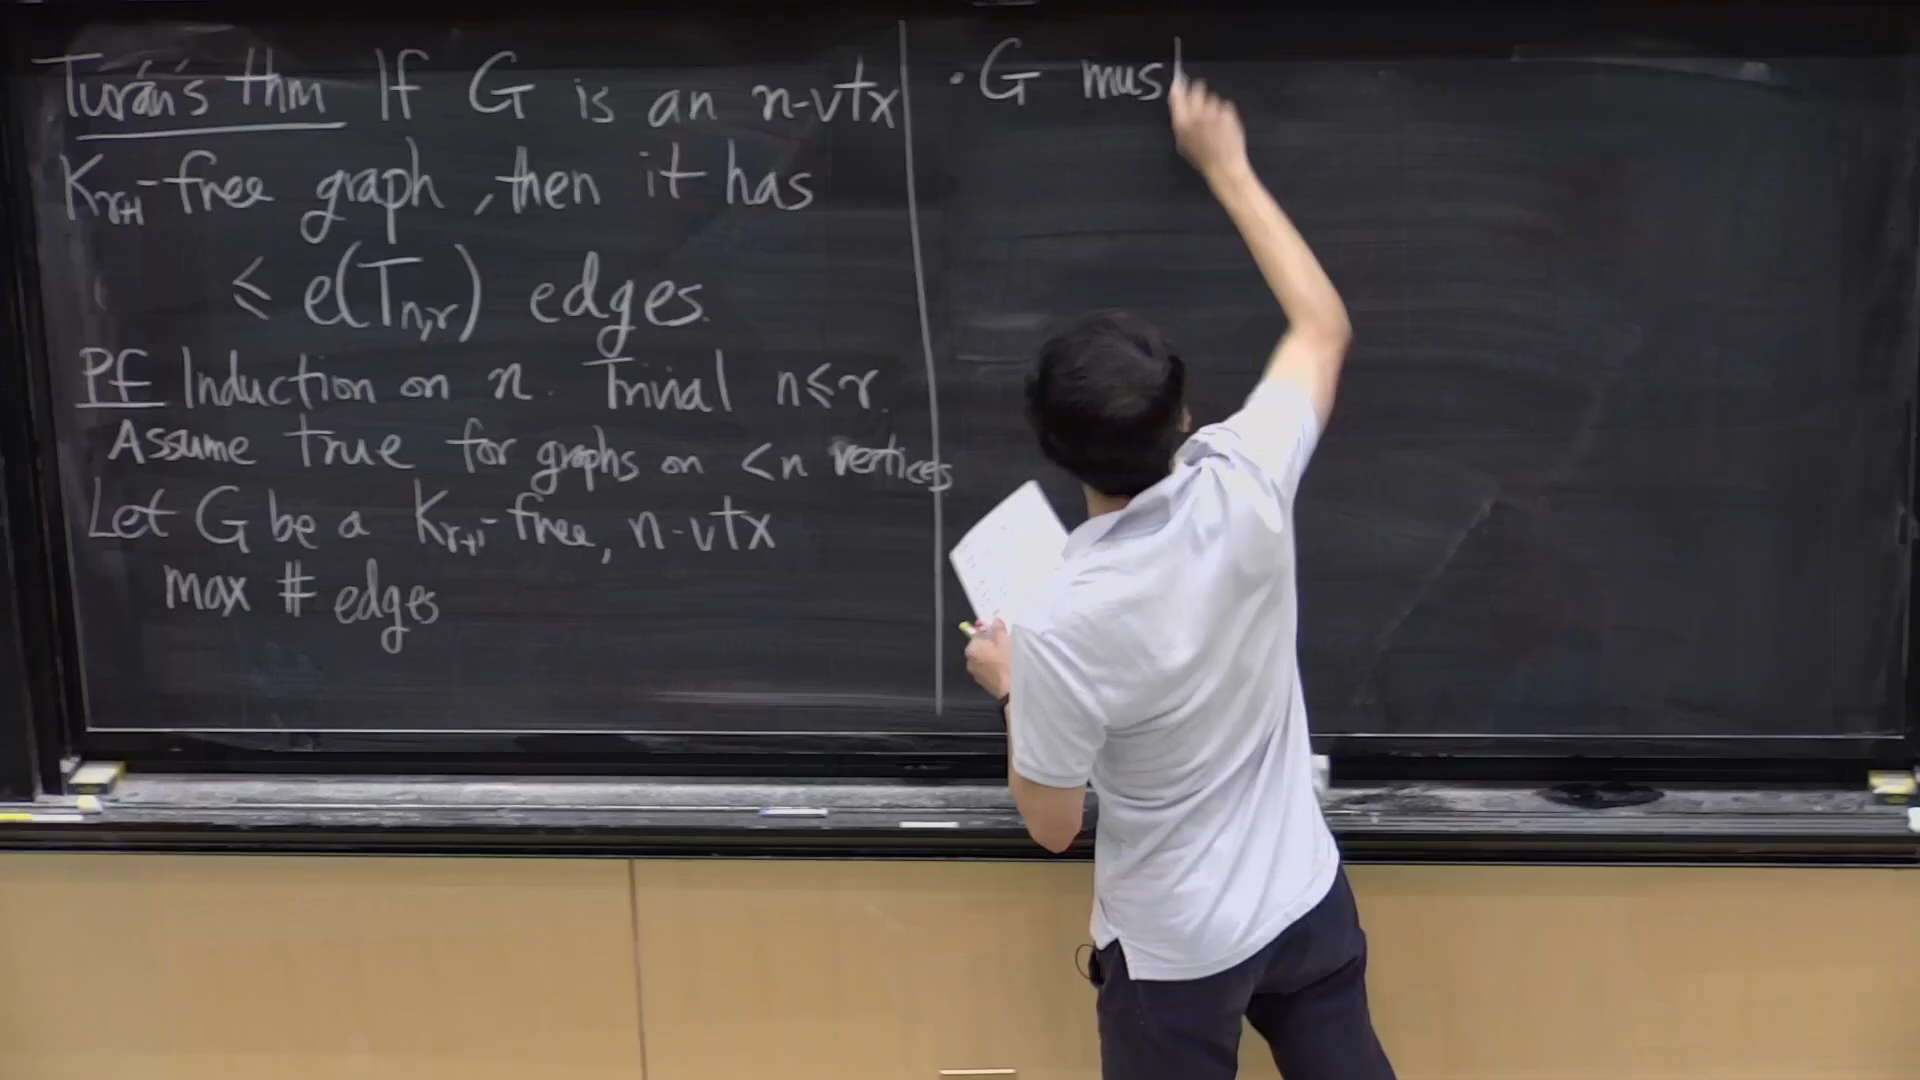 Turán's thm If G is an n-vtx
K_{r+1}-free graph, then it has
≤ e(T_{n,r}) edges.
Pf Induction on n. Trivial n≤r.
Assume true for graphs on <n vertices
Let G be a K_{r+1}-free, n-vtx
max # edges
· G must